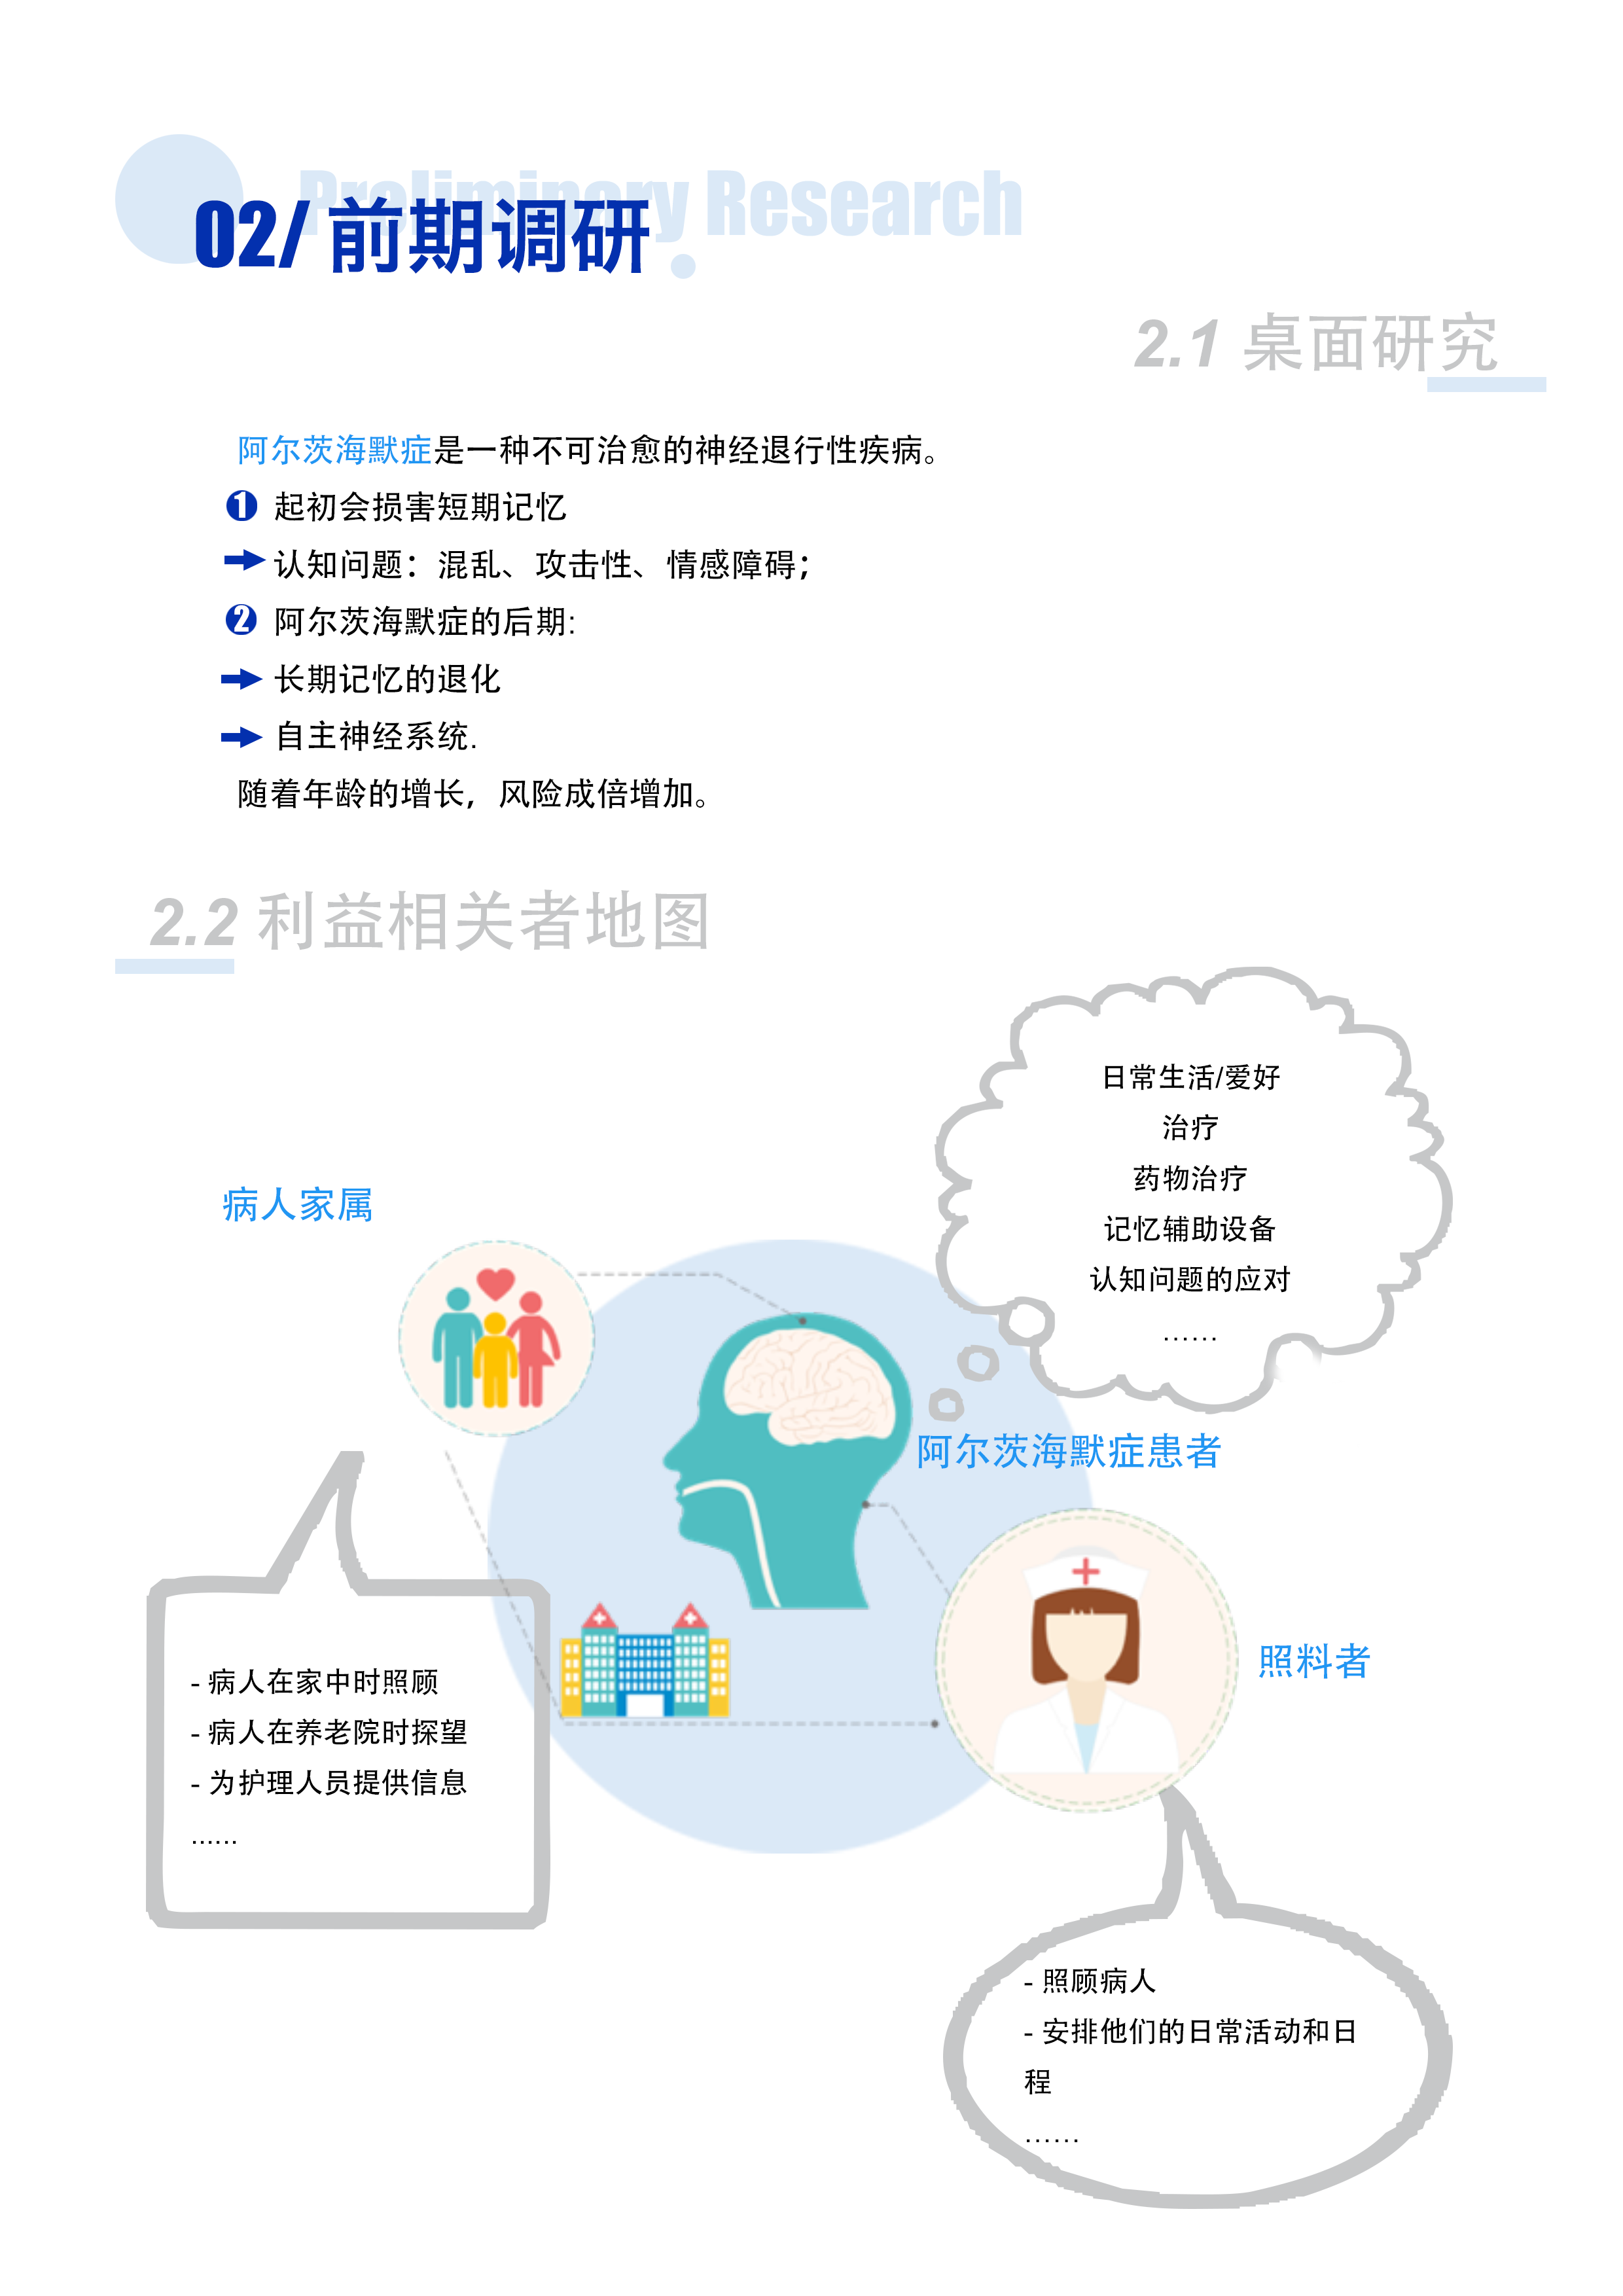 Preliminary Research
02/前期调研
2.1 桌面研究
阿尔茨海默症是一种不可治愈的神经退行性疾病。
❶ 起初会损害短期记忆
认知问题：混乱、攻击性、情感障碍；
❷ 阿尔茨海默症的后期:
长期记忆的退化
自主神经系统.
随着年龄的增长，风险成倍增加。
2.2 利益相关者地图
日常生活/爱好
治疗
药物治疗
记忆辅助设备
认知问题的应对
......
病人家属
阿尔茨海默症患者
照料者
- 病人在家中时照顾
- 病人在养老院时探望
- 为护理人员提供信息
......
- 照顾病人
- 安排他们的日常活动和日
程
......